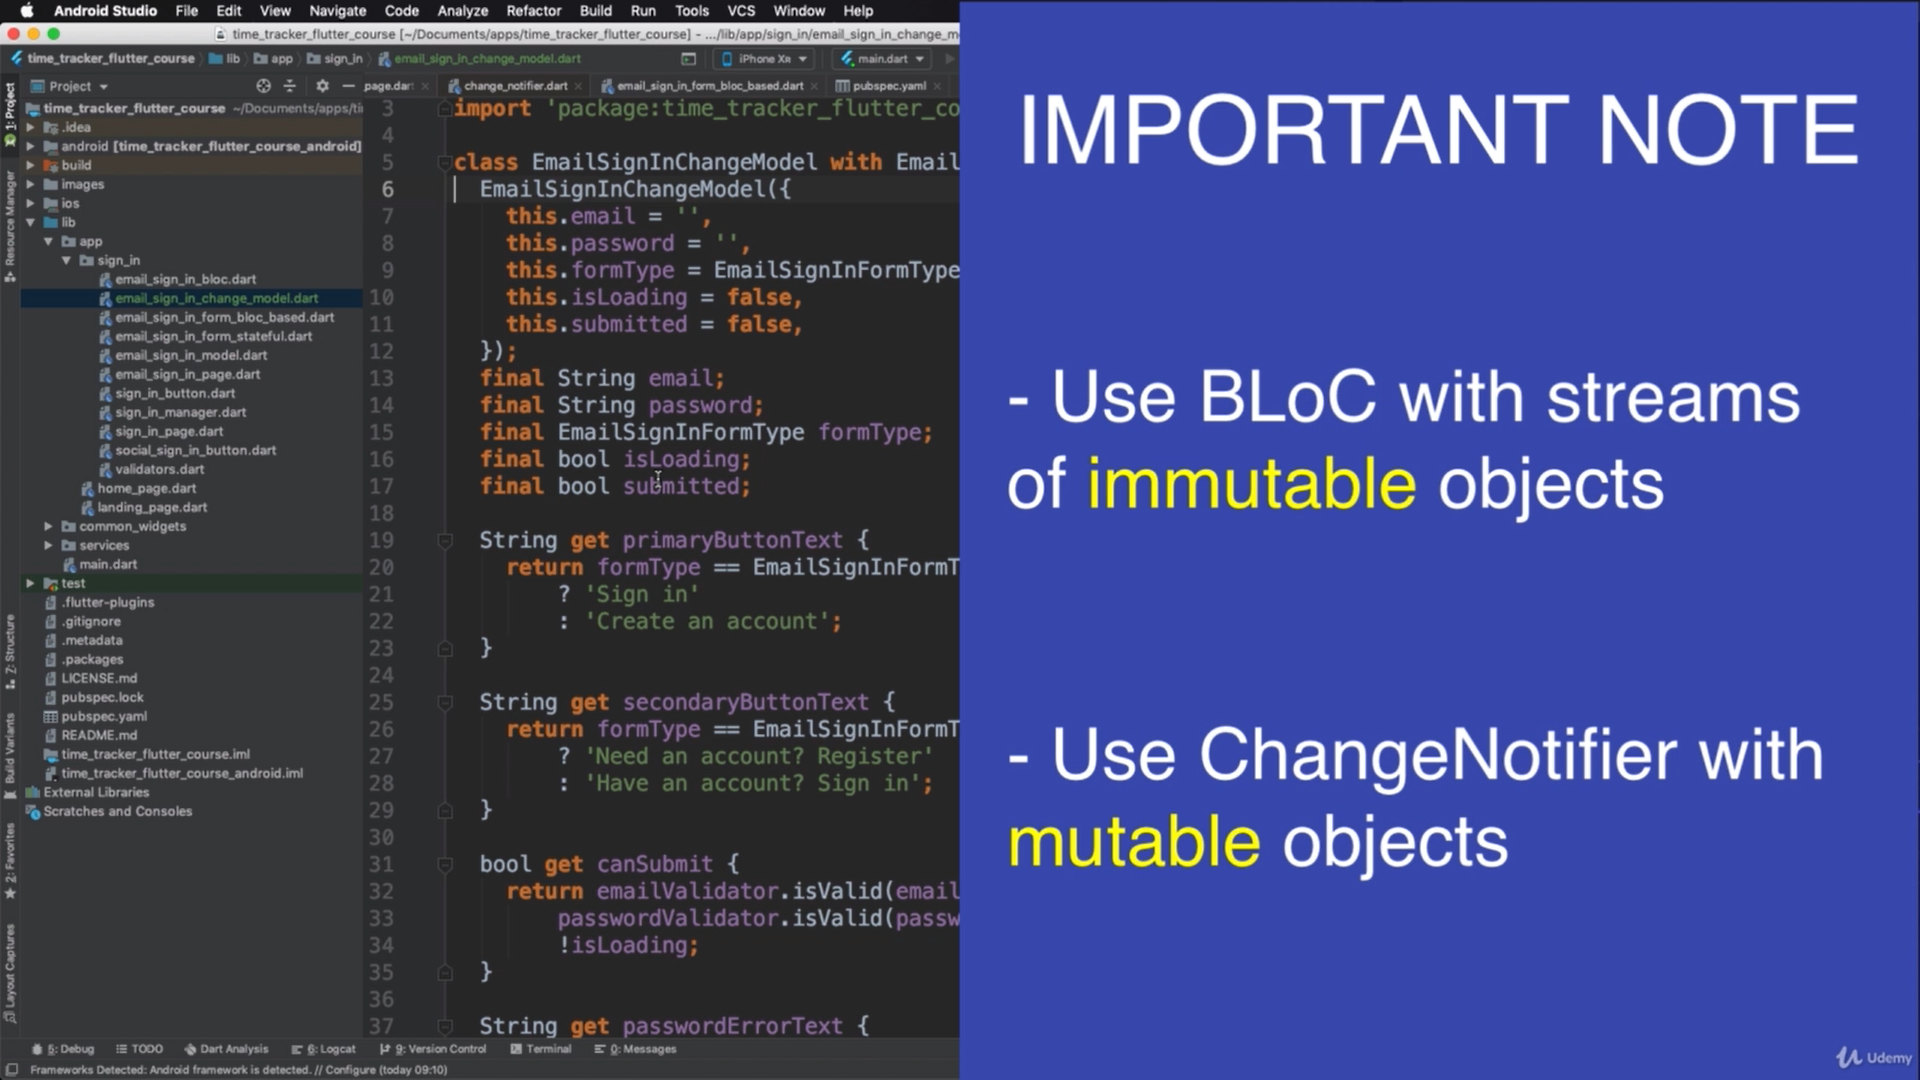 Android Studio File Edit View Navigate Code Analyze Refactor Build Run Tools VCS Window Help
time_tracker_flutter_course [~/Documents/apps/time_tracker_flutter_course] - .../lib/app/sign_in/email_sign_in_change_m
time_tracker_flutter_course lib app sign_in email_sign_in_change_model.dart iPhone XR main.dart
Project page.dart change_notifier.dart email_sign_in_form_bloc_based.dart pubspec.yaml
1: Project
Resource Manager
Z: Structure
Build Variants
2: Favorites
Layout Captures
time_tracker_flutter_course ~/Documents/apps/ti
.idea
android [time_tracker_flutter_course_android]
build
images
ios
lib
app
sign_in
email_sign_in_bloc.dart
email_sign_in_change_model.dart
email_sign_in_form_bloc_based.dart
email_sign_in_form_stateful.dart
email_sign_in_model.dart
email_sign_in_page.dart
sign_in_button.dart
sign_in_manager.dart
sign_in_page.dart
social_sign_in_button.dart
validators.dart
home_page.dart
landing_page.dart
common_widgets
services
main.dart
test
.flutter-plugins
.gitignore
.metadata
.packages
LICENSE.md
pubspec.lock
pubspec.yaml
README.md
time_tracker_flutter_course.iml
time_tracker_flutter_course_android.iml
External Libraries
Scratches and Consoles
3 import 'package:time_tracker_flutter_co
4
5 class EmailSignInChangeModel with Email
6 EmailSignInChangeModel({
7 this.email = '',
8 this.password = '',
9 this.formType = EmailSignInFormType
10 this.isLoading = false,
11 this.submitted = false,
12 });
13 final String email;
14 final String password;
15 final EmailSignInFormType formType;
16 final bool isLoading;
17 final bool submitted;
18
19 String get primaryButtonText {
20 return formType == EmailSignInFormT
21 ? 'Sign in'
22 : 'Create an account';
23 }
24
25 String get secondaryButtonText {
26 return formType == EmailSignInFormT
27 ? 'Need an account? Register'
28 : 'Have an account? Sign in';
29 }
30
31 bool get canSubmit {
32 return emailValidator.isValid(email
33 passwordValidator.isValid(passw
34 !isLoading;
35 }
36
37 String get passwordErrorText {
5: Debug TODO Dart Analysis 6: Logcat 9: Version Control Terminal 0: Messages
Frameworks Detected: Android framework is detected. // Configure (today 09:10)
IMPORTANT NOTE
- Use BLoC with streams
of immutable objects
- Use ChangeNotifier with
mutable objects
Udemy